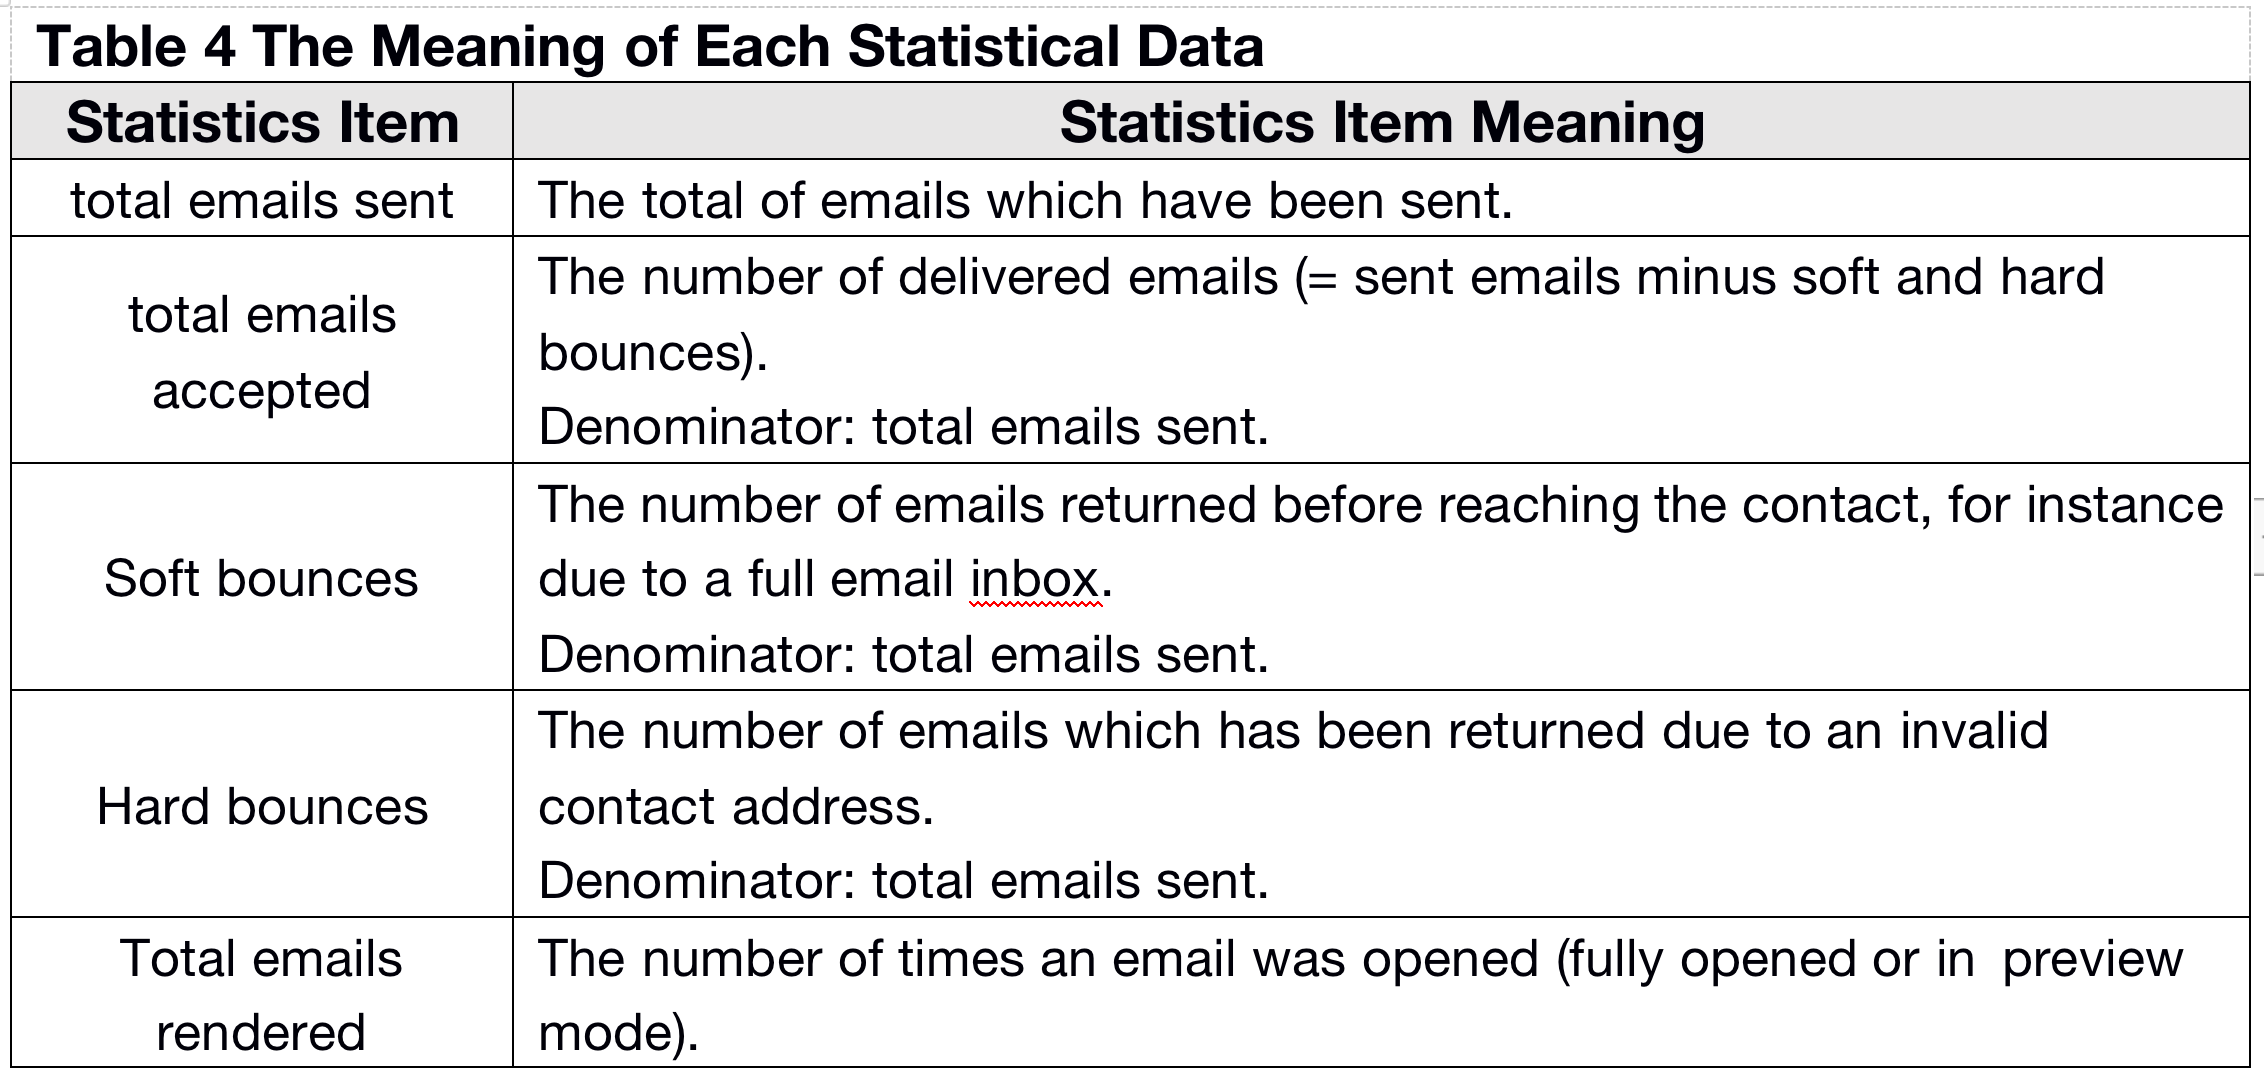 Table 4 The Meaning of Each Statistical Data
Statistics Item
Statistics Item Meaning
total emails sent
The total of emails which have been sent.
total emails
accepted
The number of delivered emails (= sent emails minus soft and hard
bounces).
Denominator: total emails sent.
Soft bounces
The number of emails returned before reaching the contact, for instance
due to a full email inbox.
Denominator: total emails sent.
Hard bounces
The number of emails which has been returned due to an invalid
contact address.
Denominator: total emails sent.
Total emails
rendered
The number of times an email was opened (fully opened or in preview
mode).